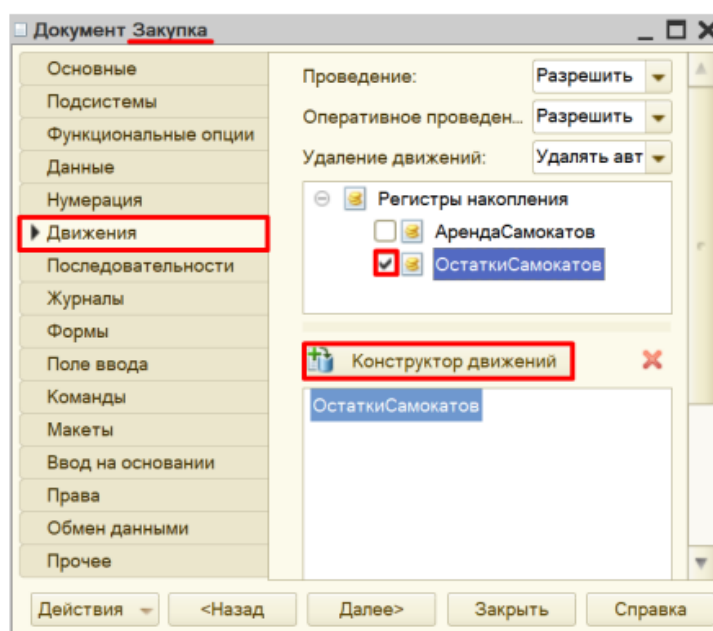 Документ Закупка
Основные
Подсистемы
Функциональные опции
Данные
Нумерация
Движения
Последовательности
Журналы
Формы
Поле ввода
Команды
Макеты
Ввод на основании
Права
Обмен данными
Прочее
Проведение: Разрешить
Оперативное проведен... Разрешить
Удаление движений: Удалять авт
Регистры накопления
АрендаСамокатов
ОстаткиСамокатов
Конструктор движений
ОстаткиСамокатов
Действия <Назад Далее> Закрыть Справка